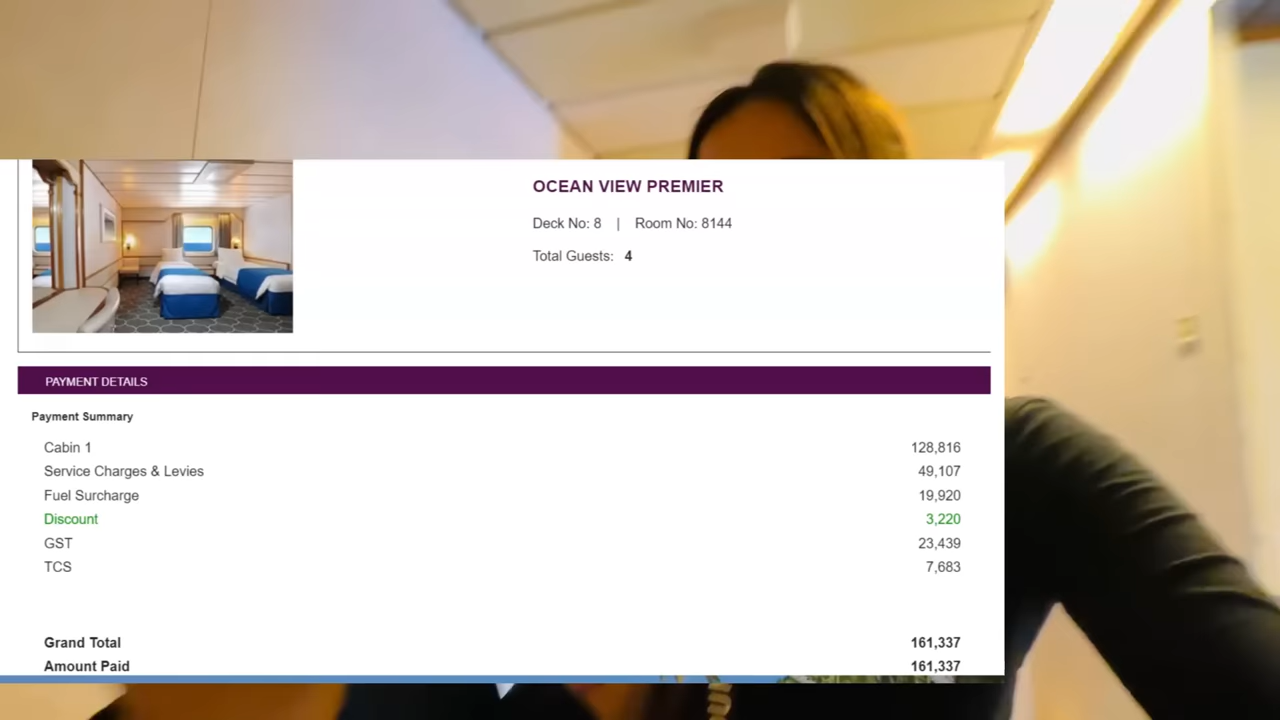 OCEAN VIEW PREMIER
Deck No: 8 | Room No: 8144
Total Guests: 4
PAYMENT DETAILS
Payment Summary
Cabin 1 128,816
Service Charges & Levies 49,107
Fuel Surcharge 19,920
Discount 3,220
GST 23,439
TCS 7,683
Grand Total 161,337
Amount Paid 161,337